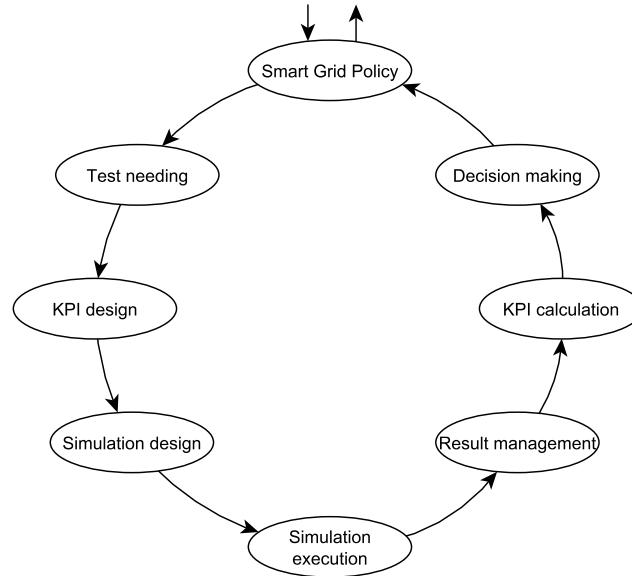 Smart Grid Policy
Test needing
Decision making
KPI design
KPI calculation
Simulation design
Result management
Simulation
execution